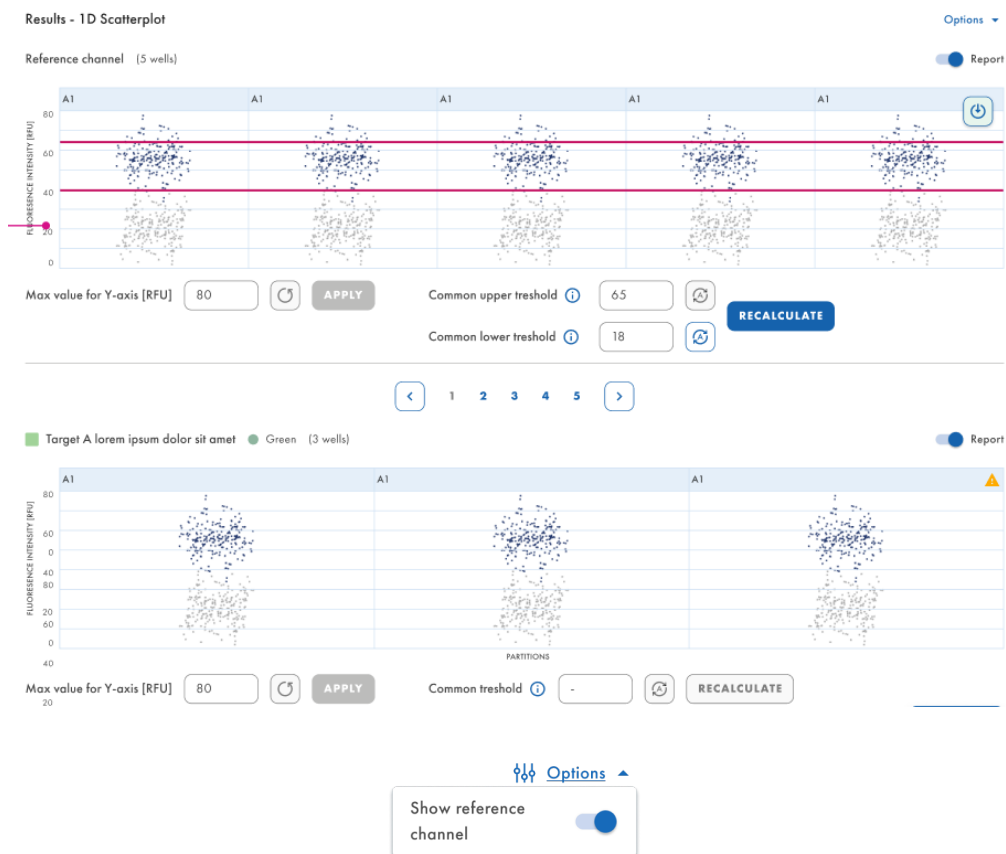 Results - 1D Scatterplot
Options
Reference channel (5 wells)
Report
A1 A1 A1 A1 A1
FLUORESENCE INTENSITY [RFU]
80
60
40
20
0
Max value for Y-axis [RFU] 80 APPLY
Common upper treshold i 65 A
RECALCULATE
Common lower treshold i 18 A
< 1 2 3 4 5 >
Target A lorem ipsum dolor sit amet Green (3 wells)
Report
A1 A1 A1
FLUORESENCE INTENSITY [RFU]
80
60
0
40
80
20
60
0
PARTITIONS
40
Max value for Y-axis [RFU] 80 APPLY Common treshold i - A RECALCULATE
20
Options
Show reference
channel